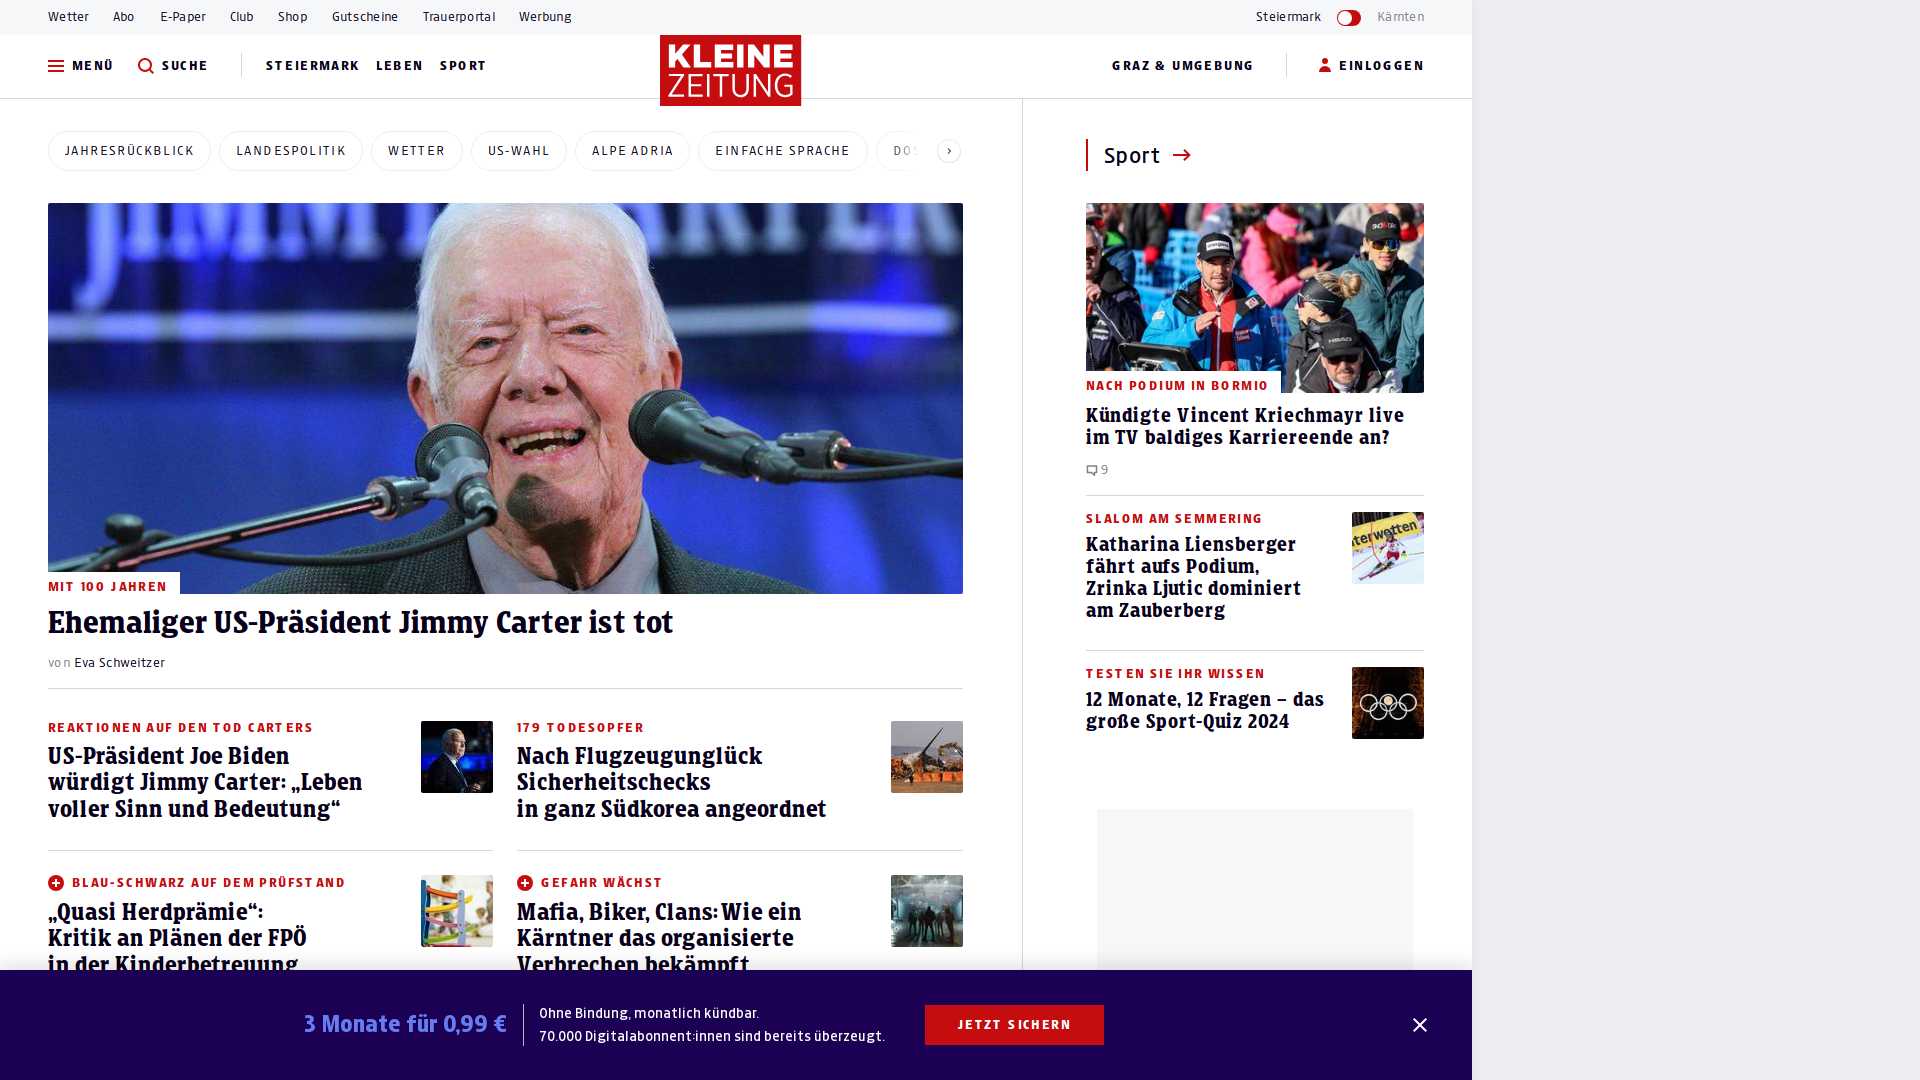 Wetter
Abo
E-Paper
Club
Shop
Gutscheine
Trauerportal
Werbung
Steiermark
Kärnten
MENÜ
SUCHE
STEIERMARK
LEBEN
SPORT
KLEINE
ZEITUNG
GRAZ & UMGEBUNG
EINLOGGEN
JAHRESRÜCKBLICK
LANDESPOLITIK
WETTER
US-WAHL
ALPE ADRIA
EINFACHE SPRACHE
JIMMY CARTER
MIT 100 JAHREN
Ehemaliger US-Präsident Jimmy Carter ist tot
von Eva Schweitzer
REAKTIONEN AUF DEN TOD CARTERS
US-Präsident Joe Biden
würdigt Jimmy Carter: „Leben
voller Sinn und Bedeutung“
179 TODESOPFER
Nach Flugzeugunglück
Sicherheitschecks
in ganz Südkorea angeordnet
BLAU-SCHWARZ AUF DEM PRÜFSTAND
„Quasi Herdprämie“:
Kritik an Plänen der FPÖ
in der Kinderbetreuung
GEFAHR WÄCHST
Mafia, Biker, Clans: Wie ein
Kärntner das organisierte
Verbrechen bekämpft
Sport
NACH PODIUM IN BORMIO
Kündigte Vincent Kriechmayr live
im TV baldiges Karriereende an?
9
SLALOM AM SEMMERING
Katharina Liensberger
fährt aufs Podium,
Zrinka Ljutic dominiert
am Zauberberg
terwetten
TESTEN SIE IHR WISSEN
12 Monate, 12 Fragen – das
große Sport-Quiz 2024
3 Monate für 0,99 €
Ohne Bindung, monatlich kündbar.
70.000 Digitalabonnent:innen sind bereits überzeugt.
JETZT SICHERN